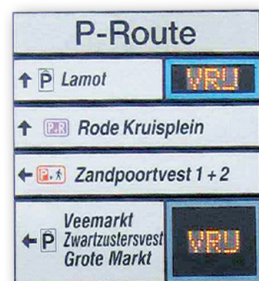 P-Route
P Lamot VRIJ
P.R Rode Kruisplein
P. Zandpoortvest 1 + 2
Veemarkt
P Zwartzustersvest VRIJ
Grote Markt